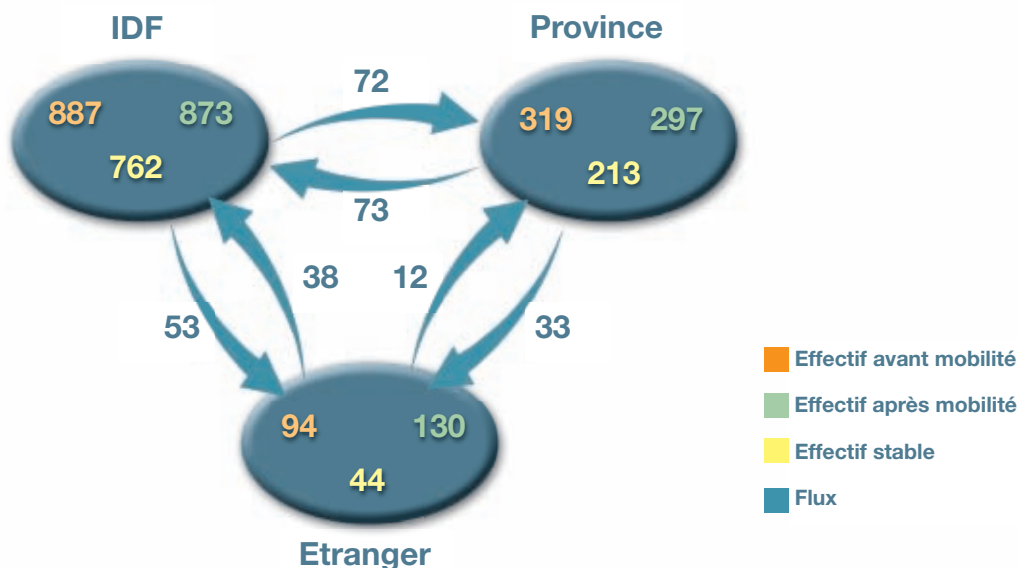 IDF
Province
72
887 873
319 297
762
213
73
38 12
53
33
94 130
44
Etranger
Effectif avant mobilité
Effectif après mobilité
Effectif stable
Flux